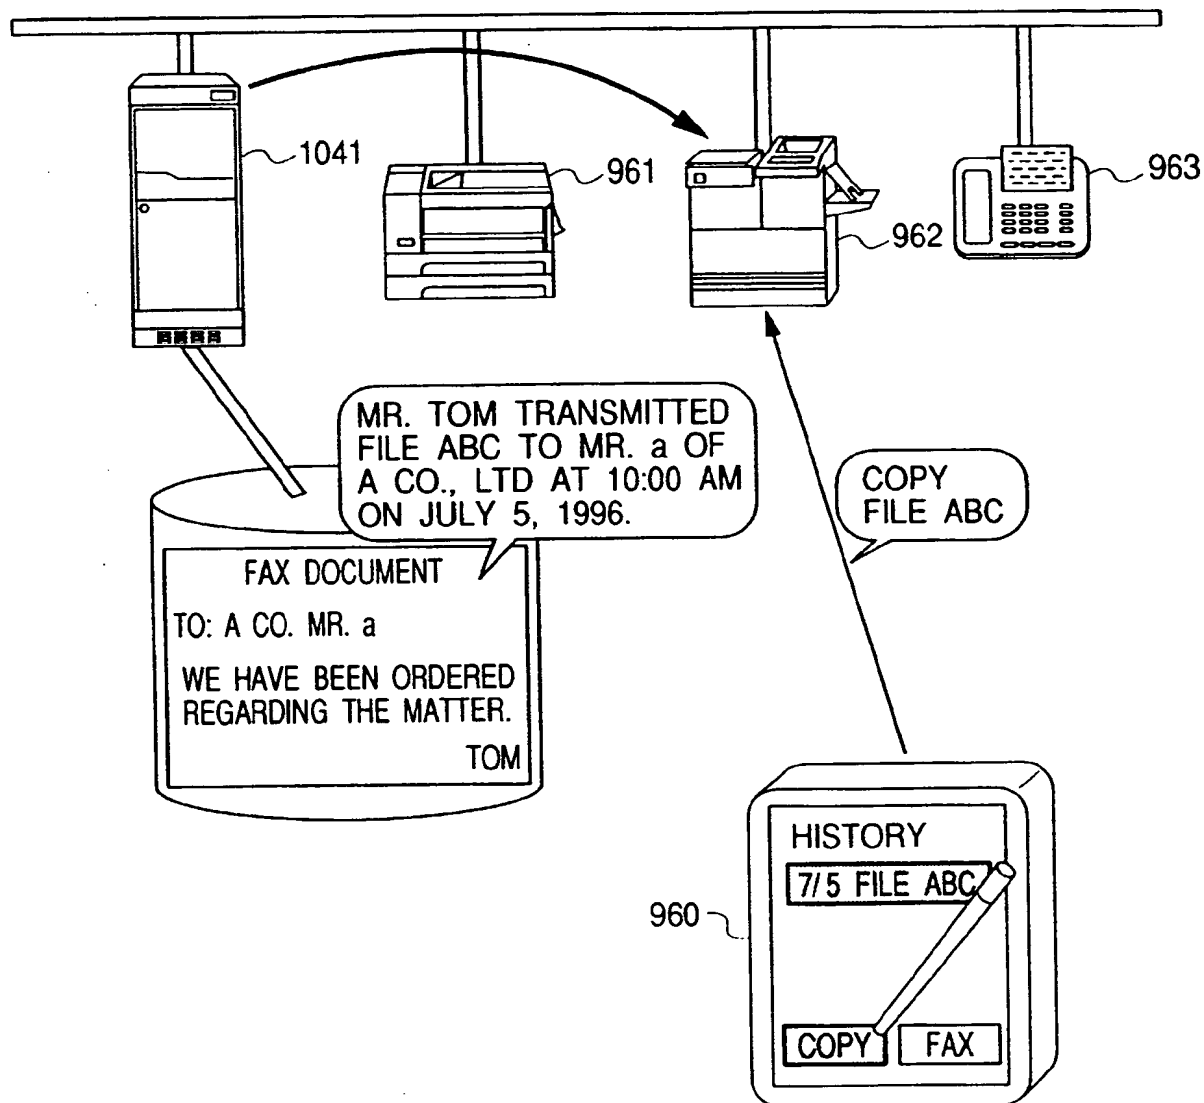 1041
961
962
963
MR. TOM TRANSMITTED
FILE ABC TO MR. a OF
A CO., LTD AT 10:00 AM
ON JULY 5, 1996.
COPY
FILE ABC
FAX DOCUMENT
TO: A CO. MR. a
WE HAVE BEEN ORDERED
REGARDING THE MATTER.
TOM
960
HISTORY
7/5 FILE ABC
COPY
FAX